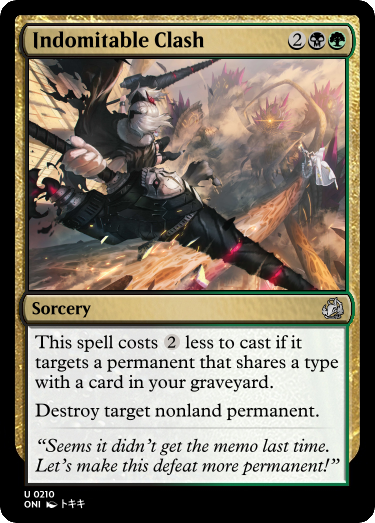 Indomitable Clash 2
Sorcery
This spell costs 2 less to cast if it
targets a permanent that shares a type
with a card in your graveyard.
Destroy target nonland permanent.
“Seems it didn’t get the memo last time.
Let’s make this defeat more permanent!”
U 0210
ONI トキキ